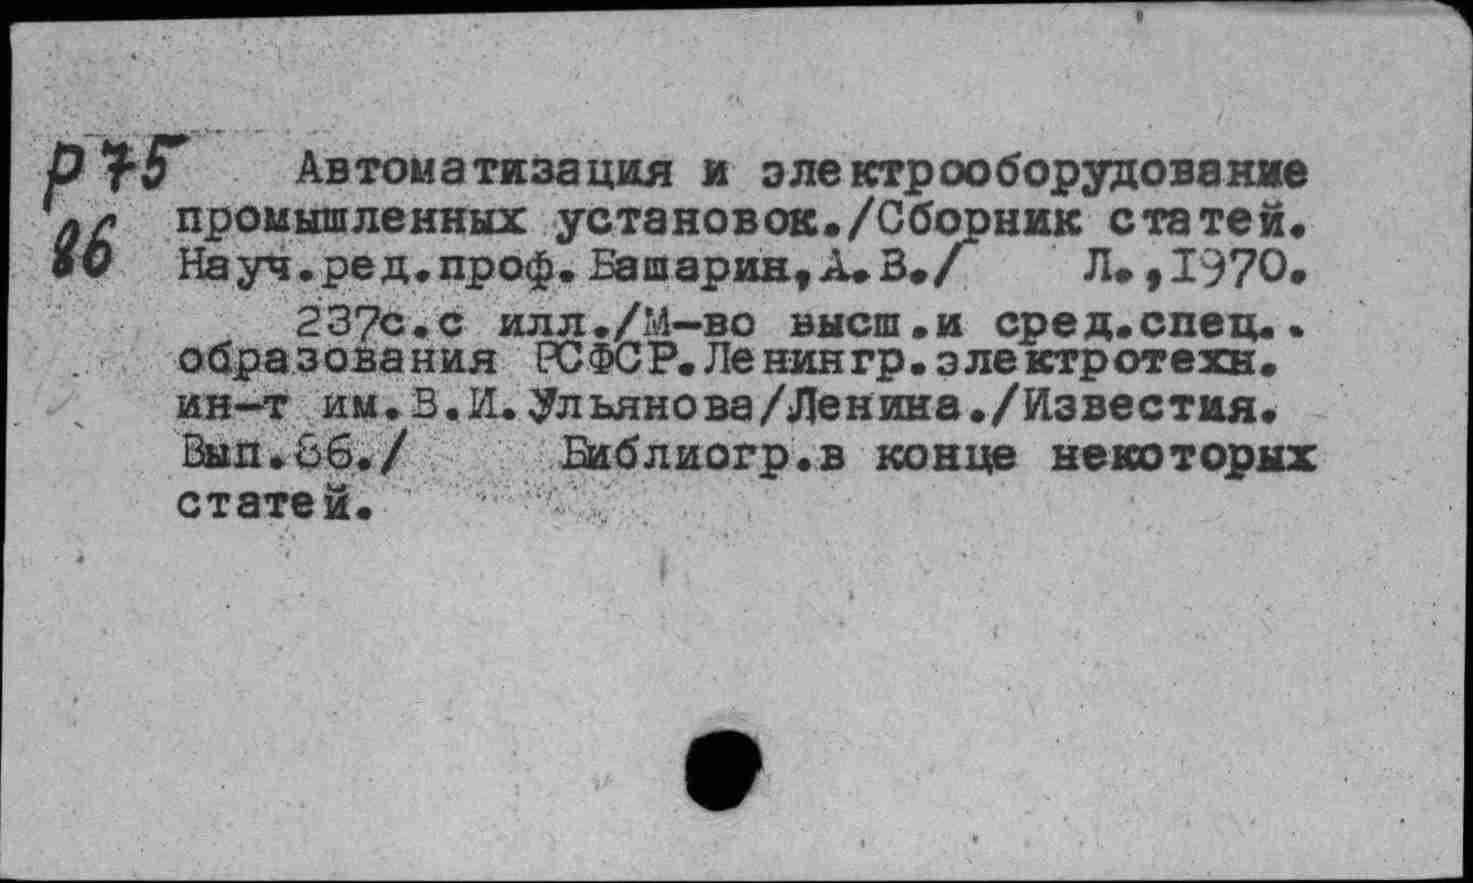 р75 Автоматизация и электрооборудование
86 промышленных установок./Сборник статей.
Науч.ред.проф.Башарин,А.В./ Л.,1970.
237с.с илл./М-во высш.и сред.спец..
образования РСФСР.Ленингр.электротехн.
ин-т им.В.И.Ульянова/Ленина./Известия.
Вып.86./ Библиогр.в конце некоторых
статей.